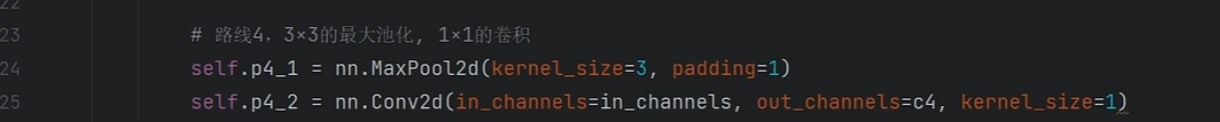 22
23 # 路线4，3×3的最大池化, 1×1的卷积
24 self.p4_1 = nn.MaxPool2d(kernel_size=3, padding=1)
25 self.p4_2 = nn.Conv2d(in_channels=in_channels, out_channels=c4, kernel_size=1)